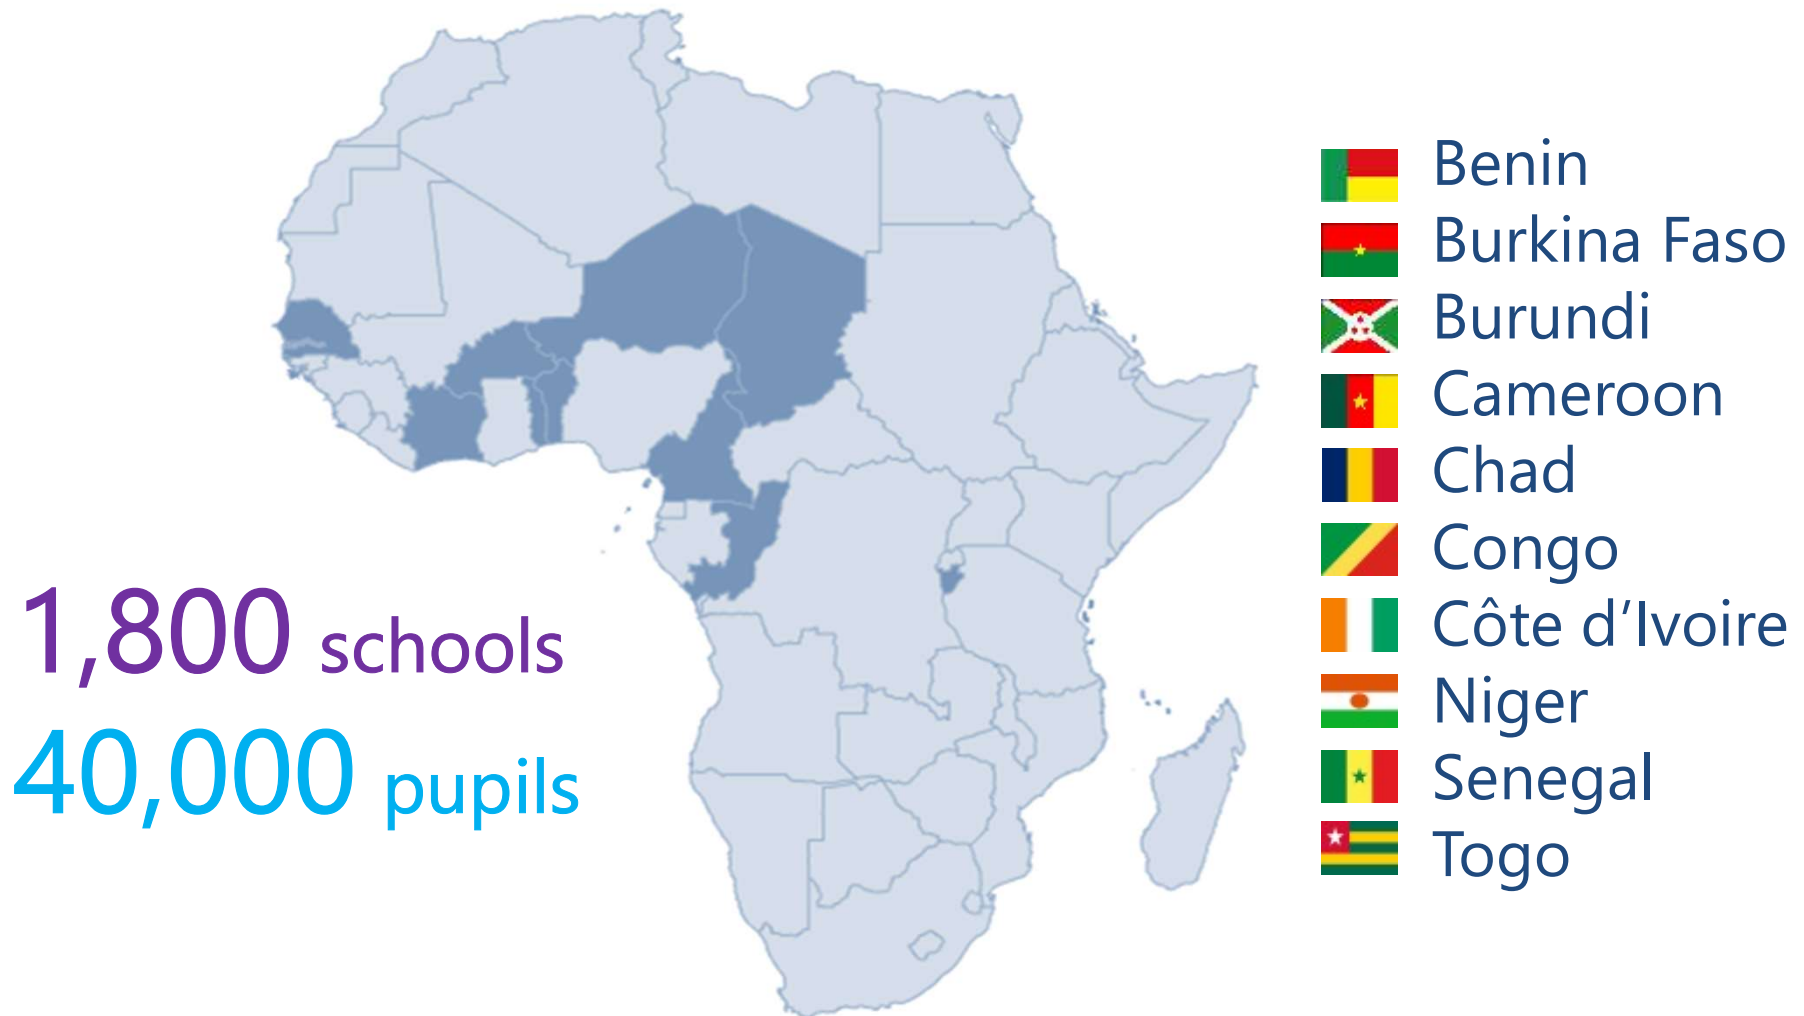 1,800 schools
40,000 pupils
Benin
Burkina Faso
Burundi
Cameroon
Chad
Congo
Côte d’Ivoire
Niger
Senegal
Togo